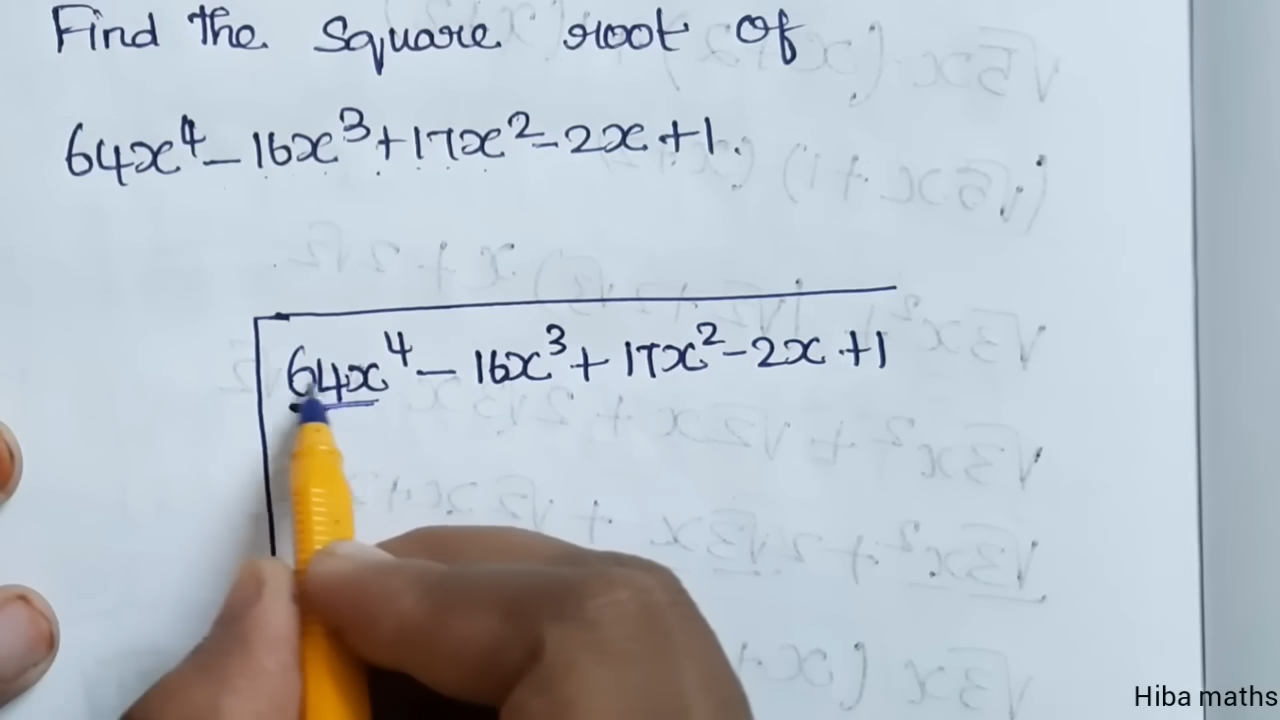 Find the square root of
64x⁴ - 16x³ + 17x² - 2x + 1.
64x⁴ - 16x³ + 17x² - 2x + 1
Hiba maths